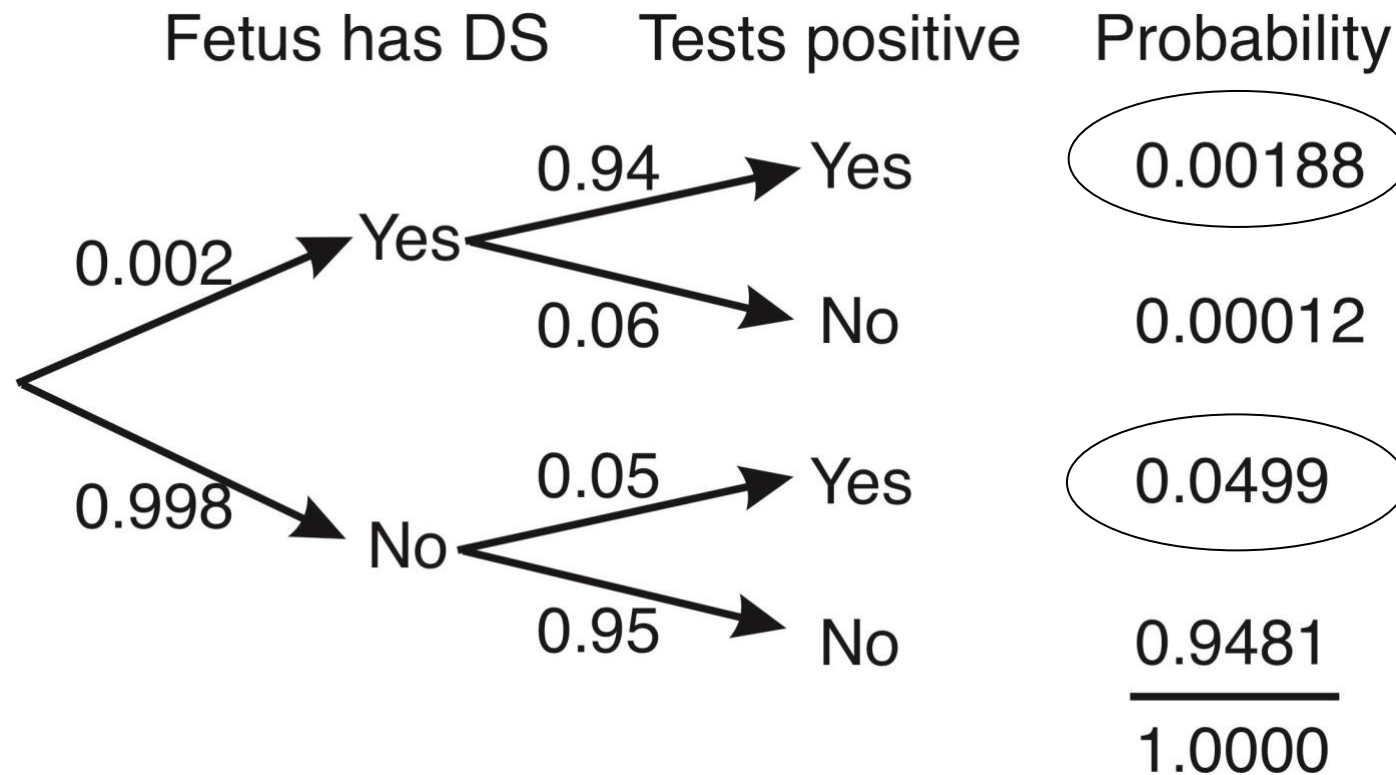 Fetus has DS Tests positive Probability
0.94 Yes 0.00188
0.002 Yes
0.06 No 0.00012
0.05 Yes 0.0499
0.998 No
0.95 No 0.9481
1.0000